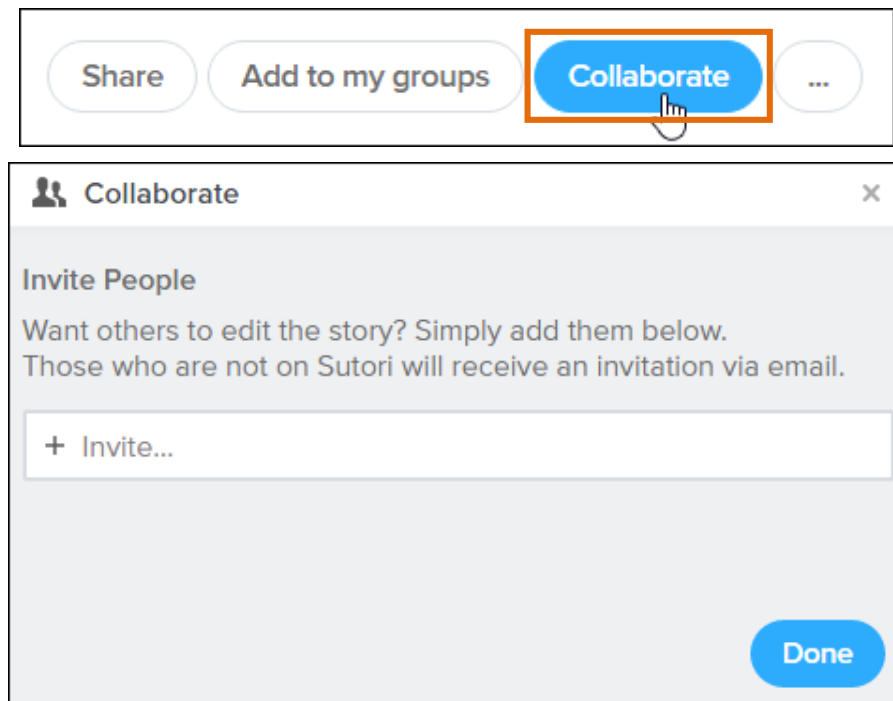 Share Add to my groups Collaborate ...
Collaborate ×
Invite People
Want others to edit the story? Simply add them below.
Those who are not on Sutori will receive an invitation via email.
+ Invite...
Done